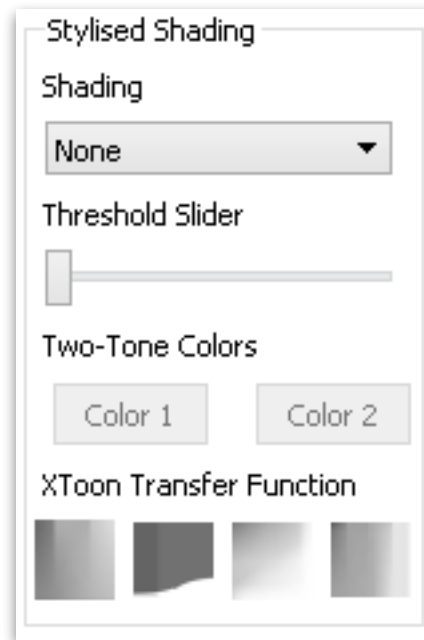 Stylised Shading
Shading
None
Threshold Slider
Two-Tone Colors
Color 1 Color 2
XToon Transfer Function